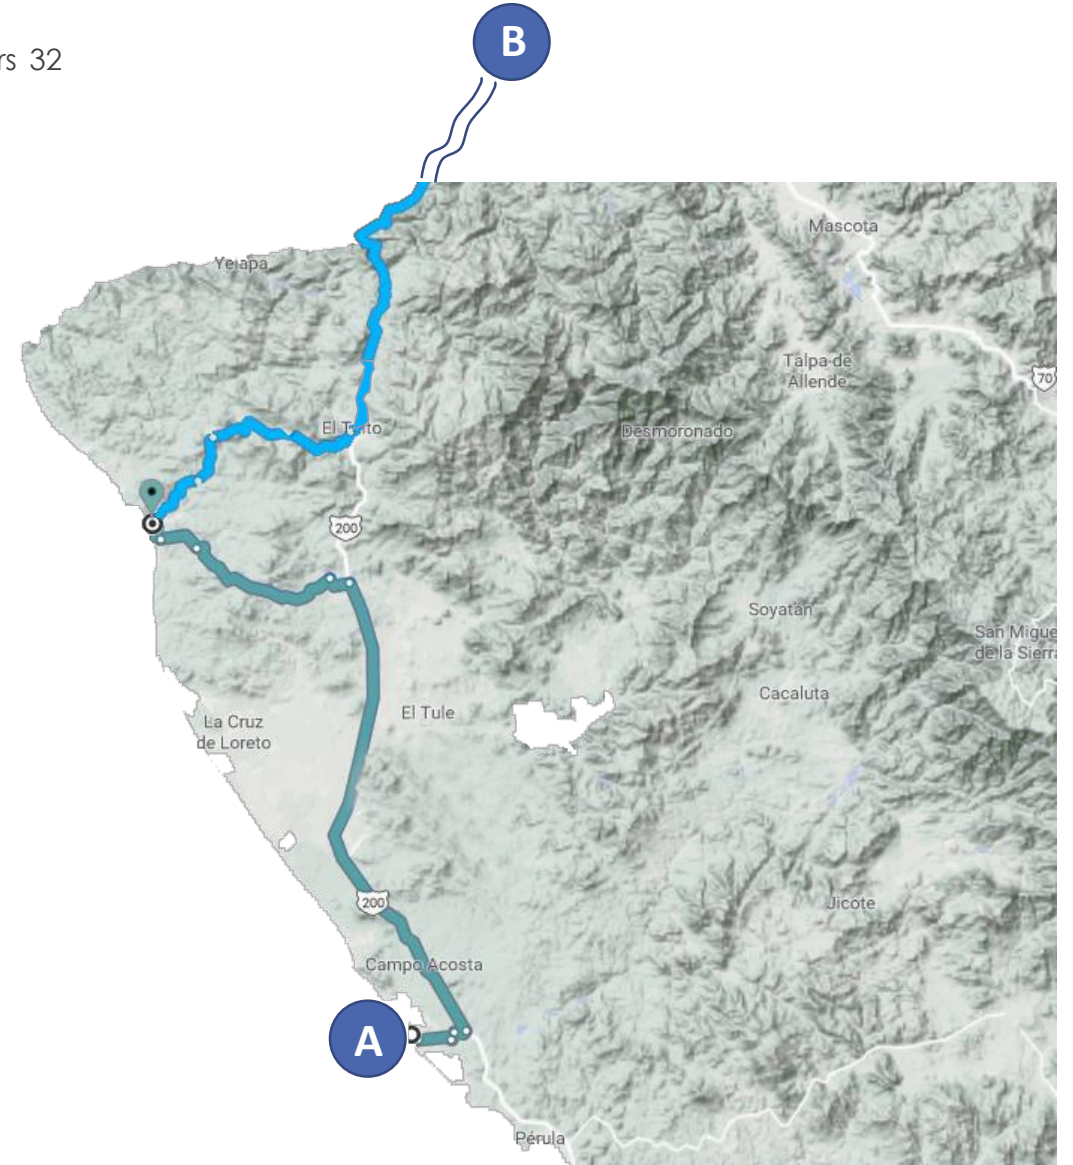 rs 32
B
Mascota
Yelapa
Talpa de
Allende
70
El Tuito
Desmoronado
200
Soyatán
San Migue
de la Sierra
Cacaluta
El Tule
La Cruz
de Loreto
200
Jicote
Campo Acosta
A
Pérula